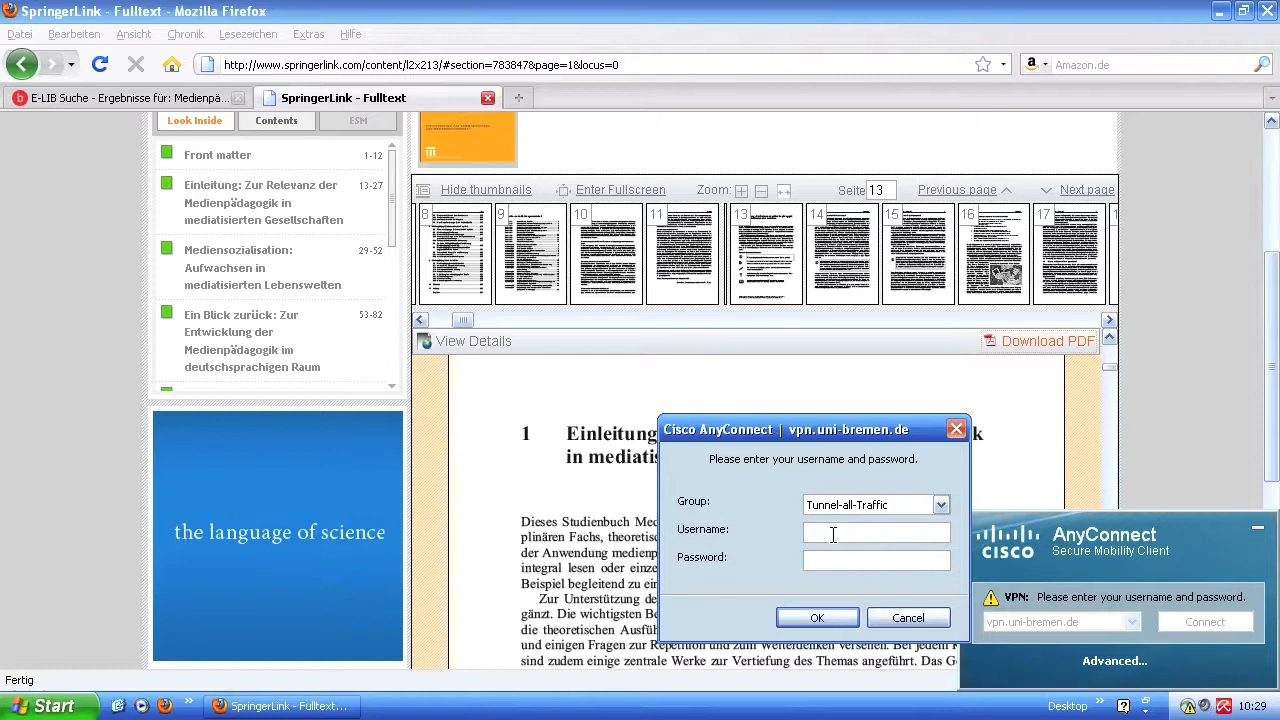 SpringerLink - Fulltext - Mozilla Firefox
Datei Bearbeiten Ansicht Chronik Lesezeichen Extras Hilfe
http://www.springerlink.com/content/l2x213/#section=783847&page=1&locus=0
Amazon.de
E-LIB Suche - Ergebnisse für: Medienpä...
SpringerLink - Fulltext
Look Inside Contents ESM
Front matter 1-12
Einleitung: Zur Relevanz der 13-27
Medienpädagogik in
mediatisierten Gesellschaften
Mediensozialisation: 29-52
Aufwachsen in
mediatisierten Lebenswelten
Ein Blick zurück: Zur 53-82
Entwicklung der
Medienpädagogik im
deutschsprachigen Raum
the language of science
Hide thumbnails Enter Fullscreen Zoom: Seite 13 Previous page Next page
8 9 10 11 13 14 15 16 17
View Details Download PDF
1 Einleitung k
in mediatis
Dieses Studienbuch Med
plinären Fachs, theoretisc
der Anwendung medienp
integral lesen oder einze
Beispiel begleitend zu ein
Zur Unterstützung de
gänzt. Die wichtigsten Be
die theoretischen Ausfüh
und einigen Fragen zur Repetition und zum Weiterdenken versehen. Bei jedem K
sind zudem einige zentrale Werke zur Vertiefung des Themas angeführt. Das G
Cisco AnyConnect | vpn.uni-bremen.de
Please enter your username and password.
Group: Tunnel-all-Traffic
Username:
Password:
OK Cancel
CISCO
AnyConnect
Secure Mobility Client
VPN: Please enter your username and password.
vpn.uni-bremen.de Connect
Advanced...
Fertig
Start
SpringerLink - Fulltext...
Desktop
10:29